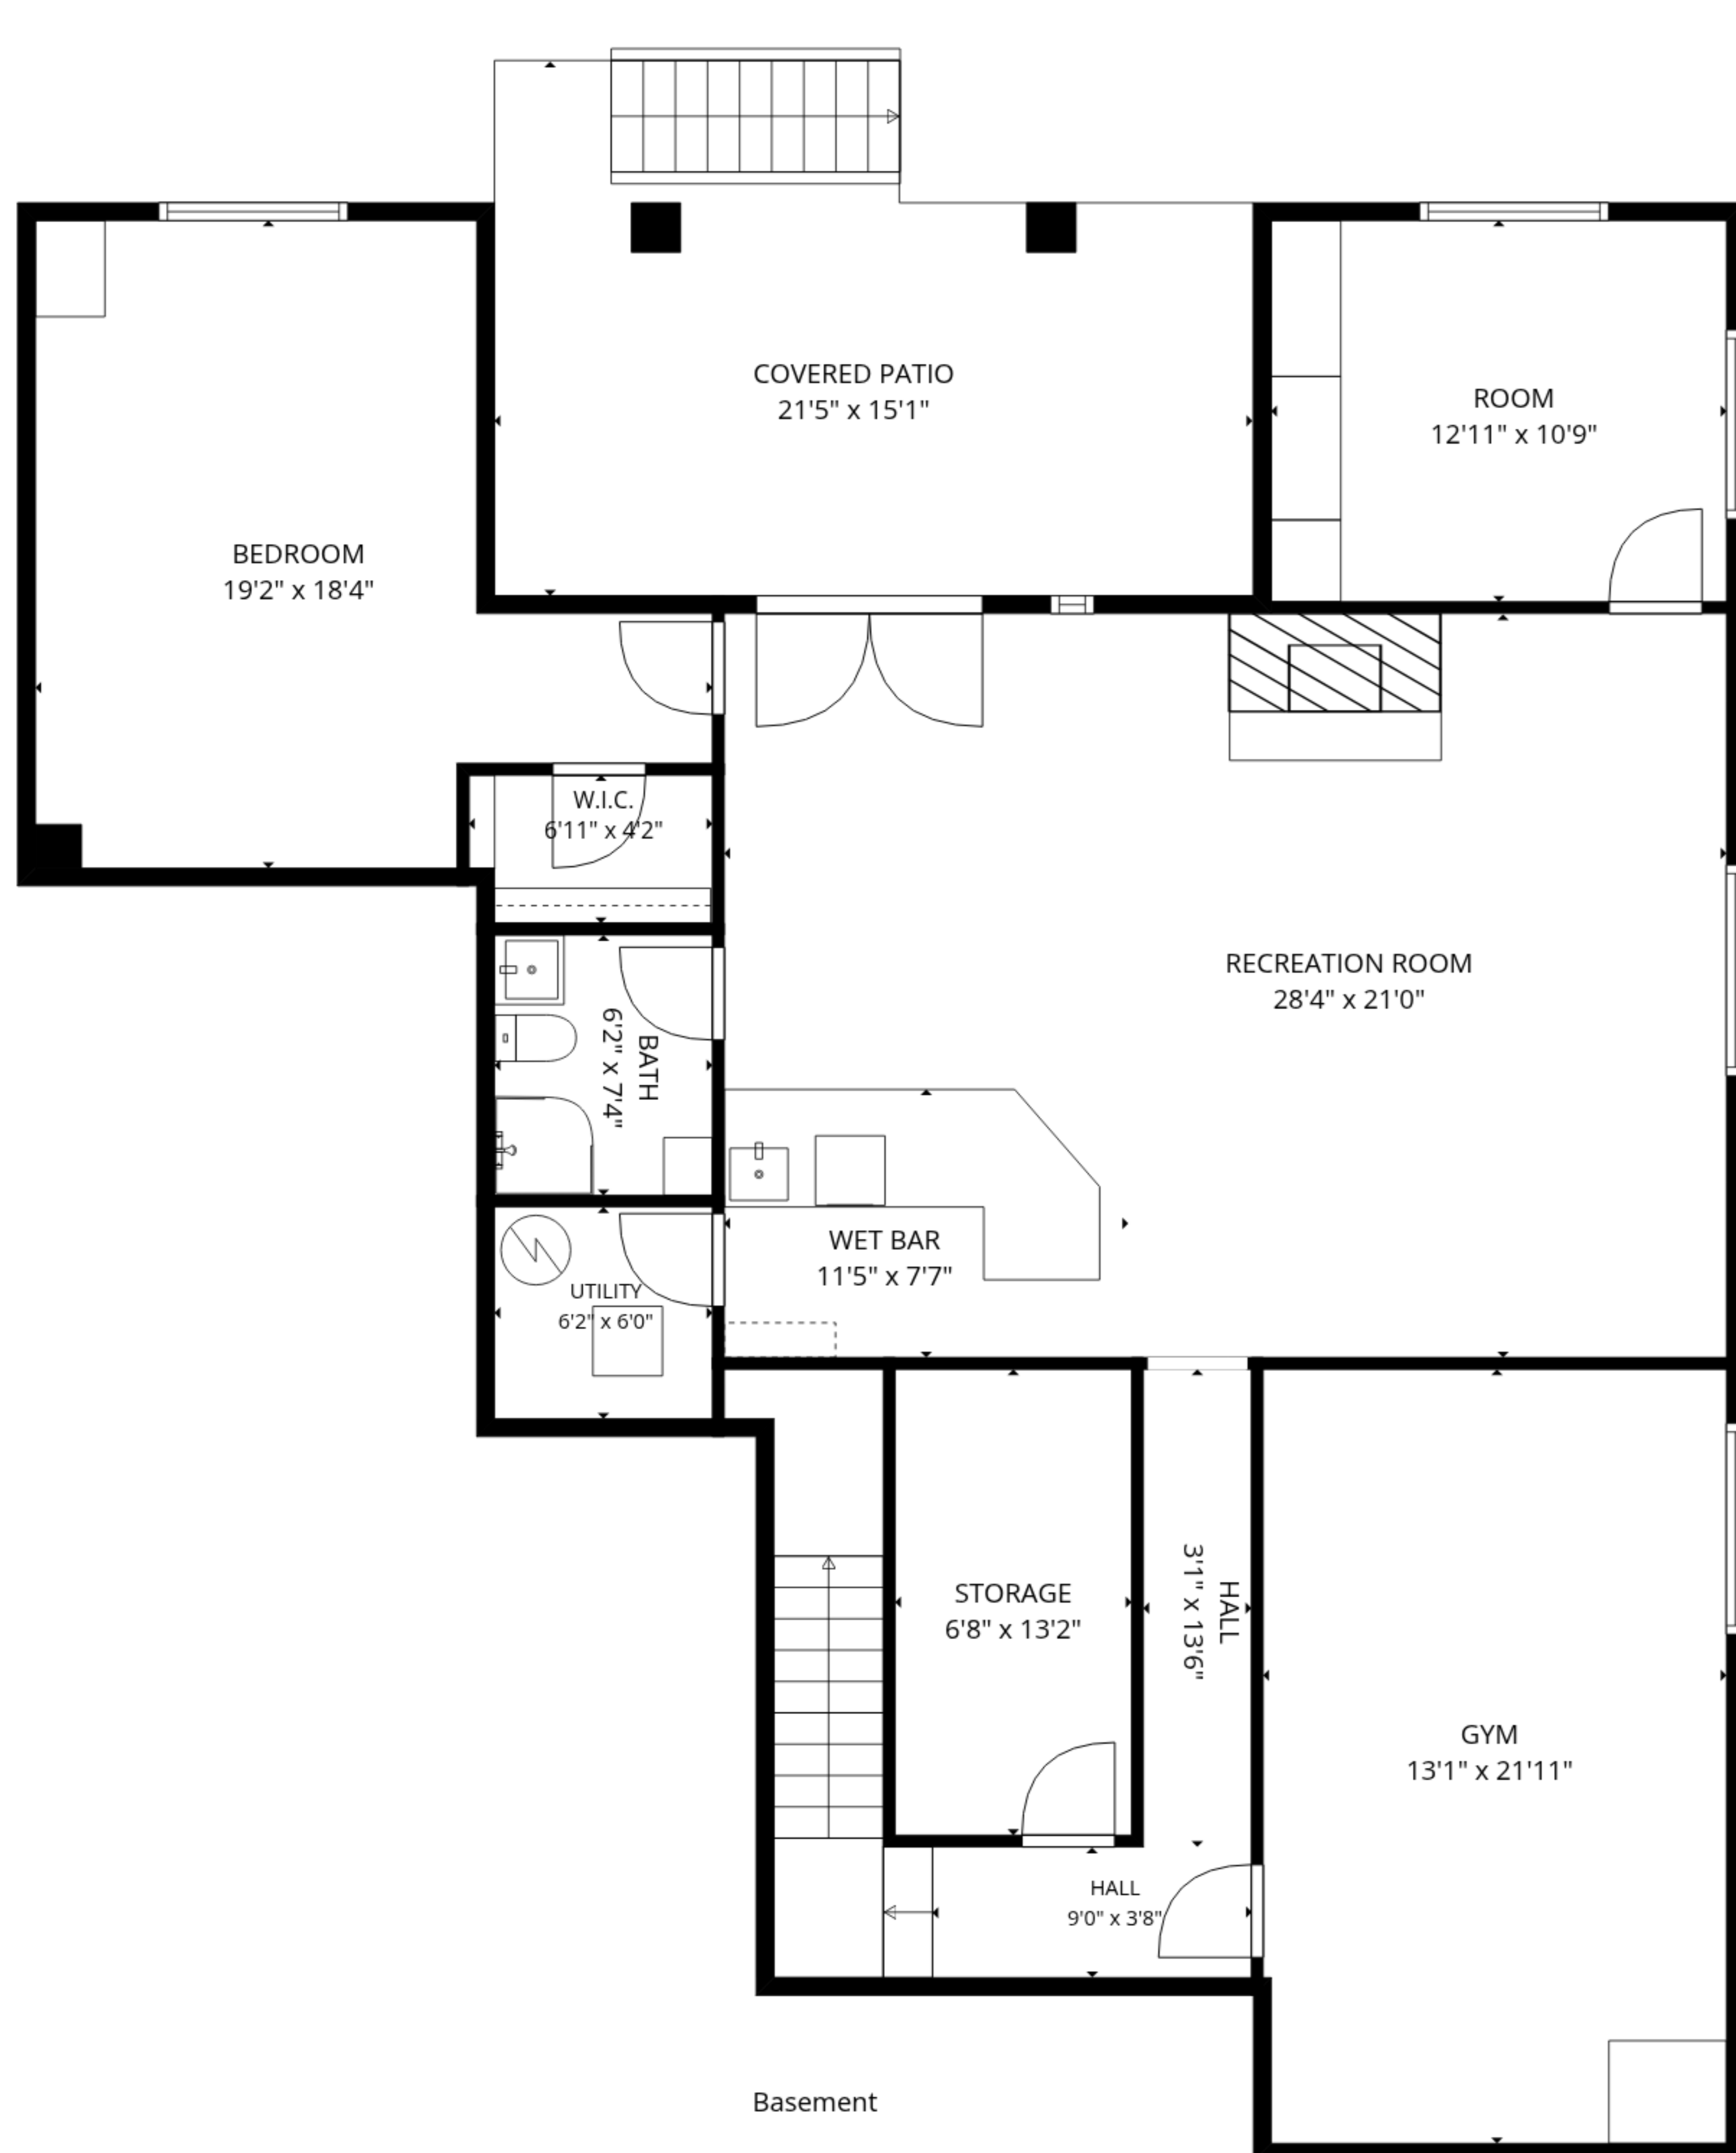 COVERED PATIO
21'5" x 15'1"
ROOM
12'11" x 10'9"
BEDROOM
19'2" x 18'4"
W.I.C.
6'11" x 4'2"
RECREATION ROOM
28'4" x 21'0"
BATH
6'2" x 7'4"
WET BAR
11'5" x 7'7"
UTILITY
6'2" x 6'0"
STORAGE
6'8" x 13'2"
HALL
3'1" x 13'6"
GYM
13'1" x 21'11"
HALL
9'0" x 3'8"
Basement